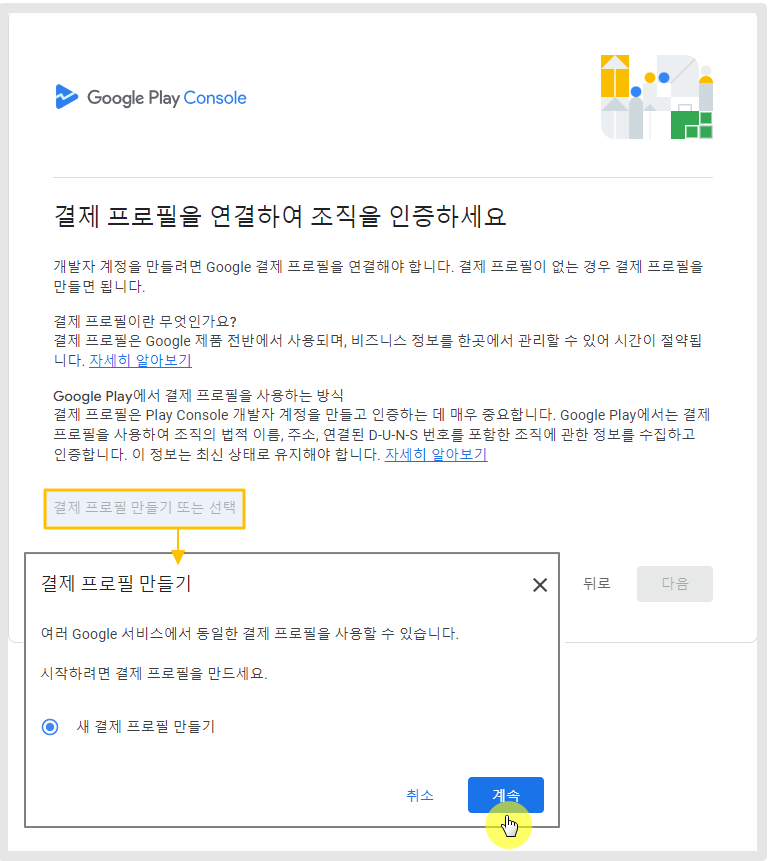 Google Play Console
결제 프로필을 연결하여 조직을 인증하세요
개발자 계정을 만들려면 Google 결제 프로필을 연결해야 합니다. 결제 프로필이 없는 경우 결제 프로필을
만들면 됩니다.
결제 프로필이란 무엇인가요?
결제 프로필은 Google 제품 전반에서 사용되며, 비즈니스 정보를 한곳에서 관리할 수 있어 시간이 절약됩
니다. 자세히 알아보기
Google Play에서 결제 프로필을 사용하는 방식
결제 프로필은 Play Console 개발자 계정을 만들고 인증하는 데 매우 중요합니다. Google Play에서는 결제
프로필을 사용하여 조직의 법적 이름, 주소, 연결된 D-U-N-S 번호를 포함한 조직에 관한 정보를 수집하고
인증합니다. 이 정보는 최신 상태로 유지해야 합니다. 자세히 알아보기
결제 프로필 만들기 또는 선택
뒤로 다음
결제 프로필 만들기
여러 Google 서비스에서 동일한 결제 프로필을 사용할 수 있습니다.
시작하려면 결제 프로필을 만드세요.
새 결제 프로필 만들기
취소 계속